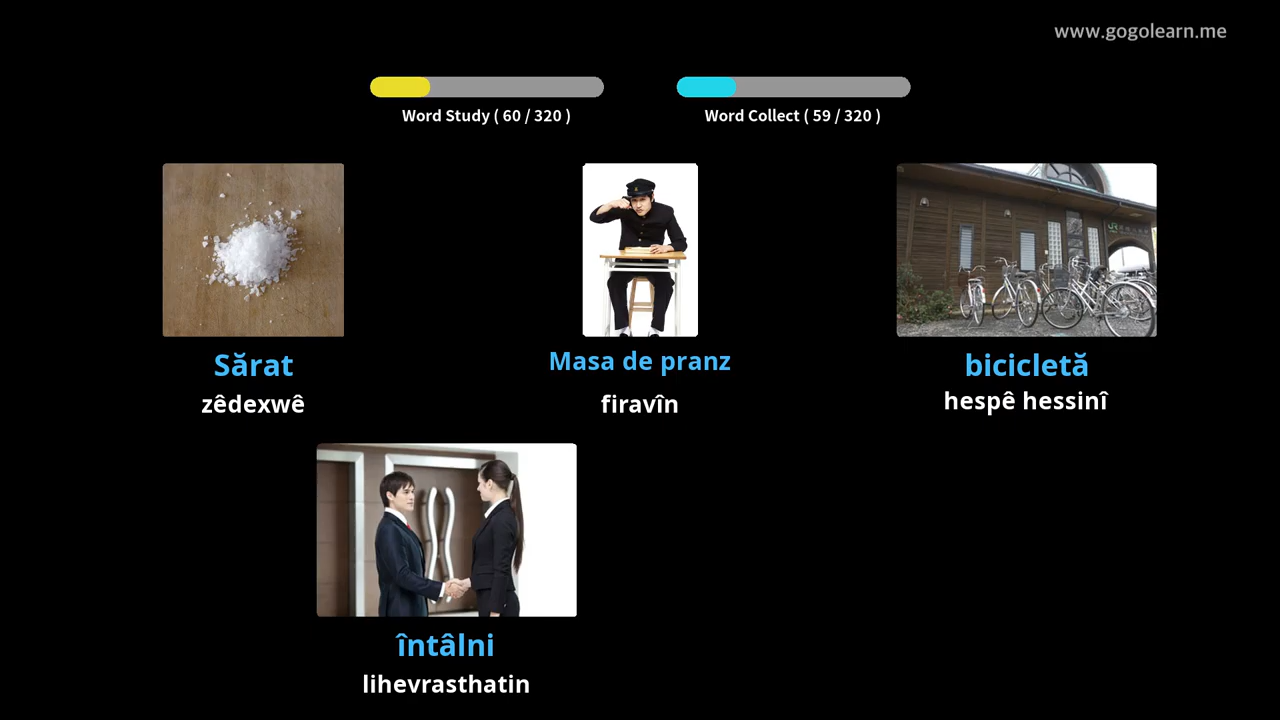 www.gogolearn.me
Word Study ( 60 / 320 )
Word Collect ( 59 / 320 )
Sărat
zêdexwê
Masa de pranz
firavîn
bicicletă
hespê hessinî
întâlni
lihevrasthatin